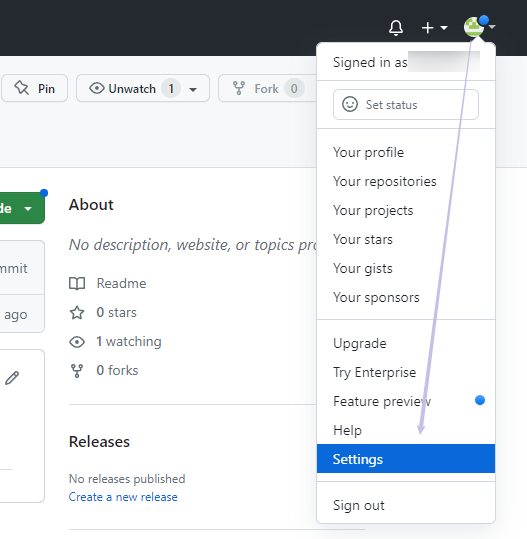 Signed in as
Pin
Unwatch 1
Fork 0
Set status
Your profile
Your repositories
Your projects
Your stars
Your gists
Your sponsors
Upgrade
Try Enterprise
Feature preview
Help
Settings
Sign out
de
mmit
ago
About
No description, website, or topics pro
Readme
0 stars
1 watching
0 forks
Releases
No releases published
Create a new release